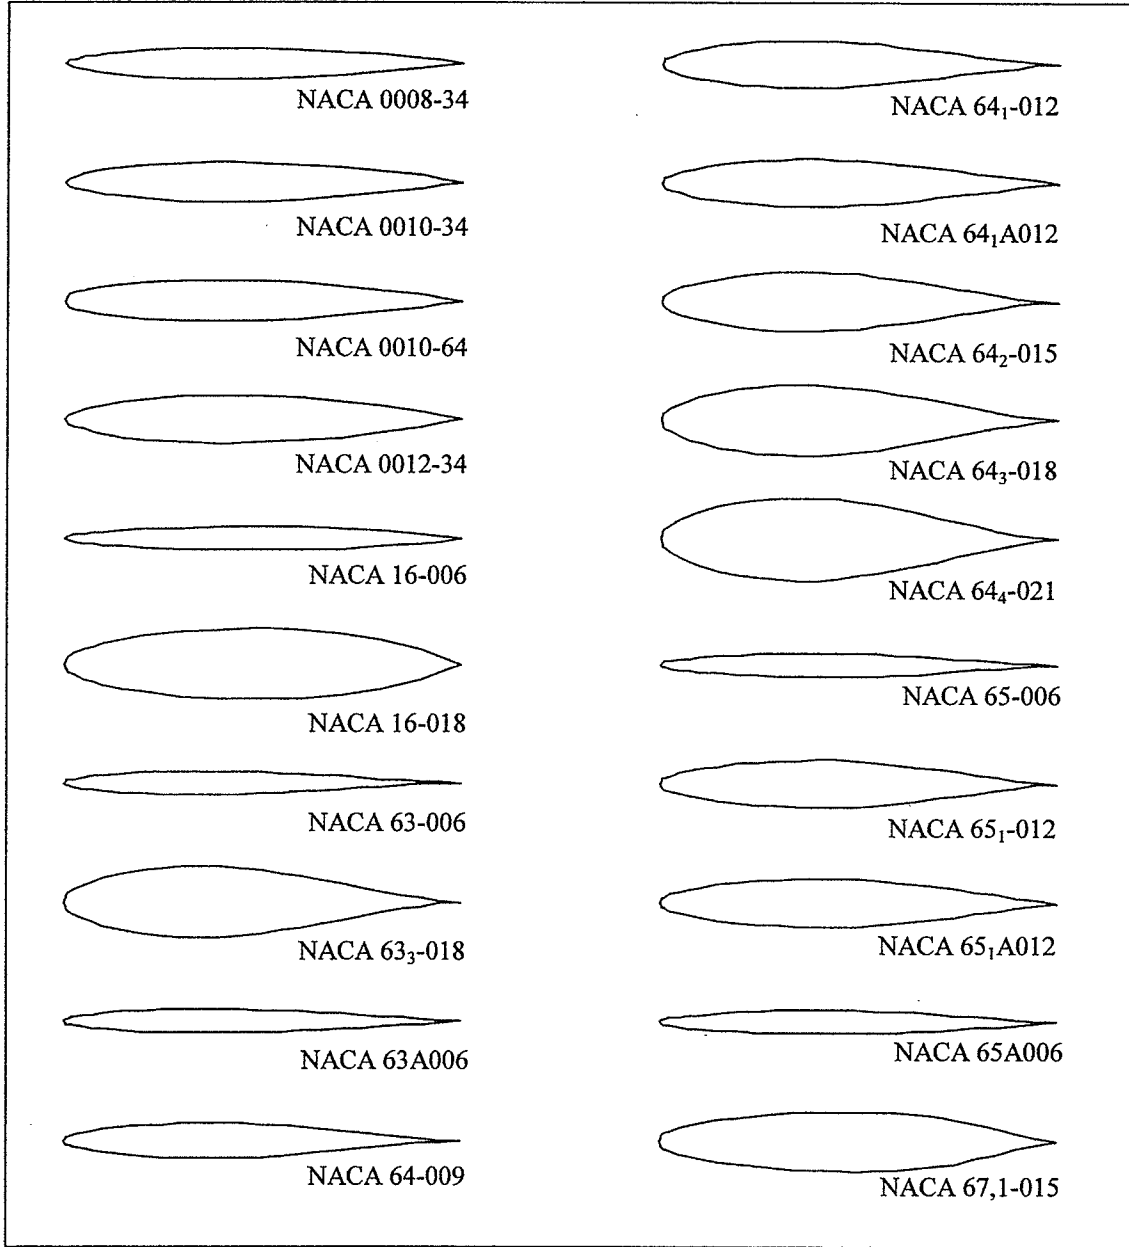 NACA 0008-34
NACA 0010-34
NACA 0010-64
NACA 0012-34
NACA 16-006
NACA 16-018
NACA 63-006
NACA 63₃-018
NACA 63A006
NACA 64-009
NACA 64₁-012
NACA 64₁A012
NACA 64₂-015
NACA 64₃-018
NACA 64₄-021
NACA 65-006
NACA 65₁-012
NACA 65₁A012
NACA 65A006
NACA 67,1-015